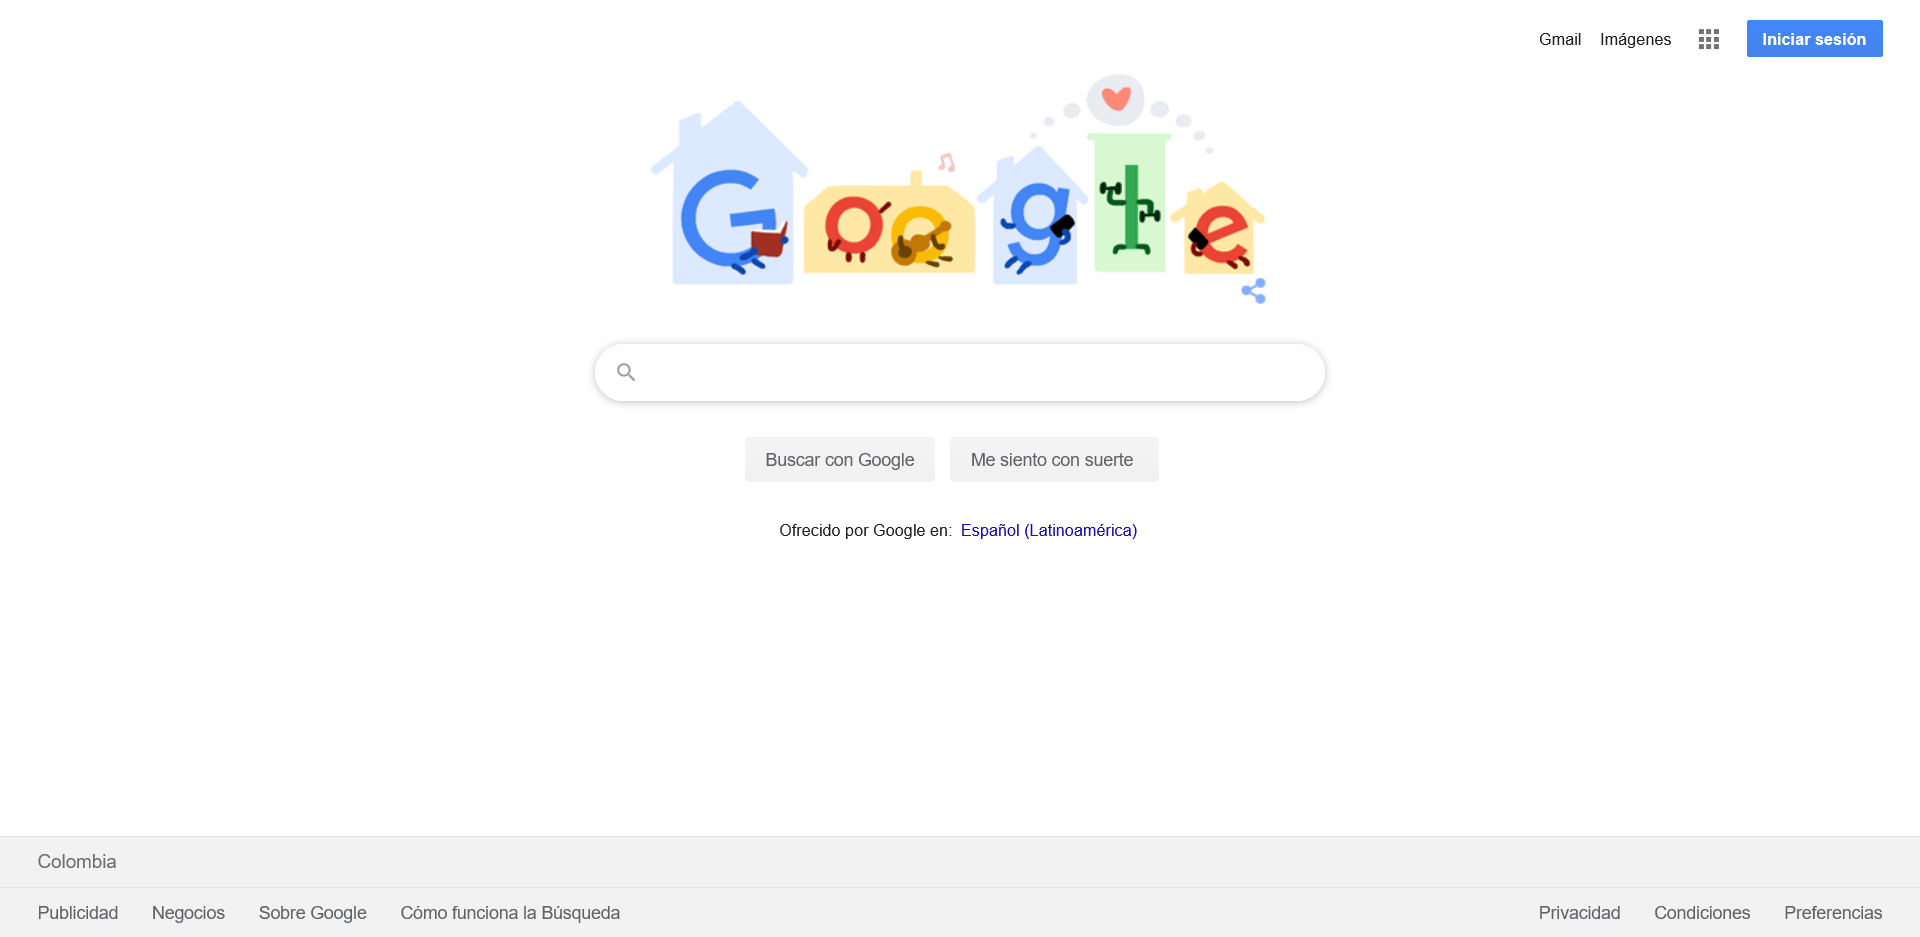 Gmail Imágenes Iniciar sesión
Google
Buscar con Google Me siento con suerte
Ofrecido por Google en: Español (Latinoamérica)
Colombia
Publicidad Negocios Sobre Google Cómo funciona la Búsqueda Privacidad Condiciones Preferencias